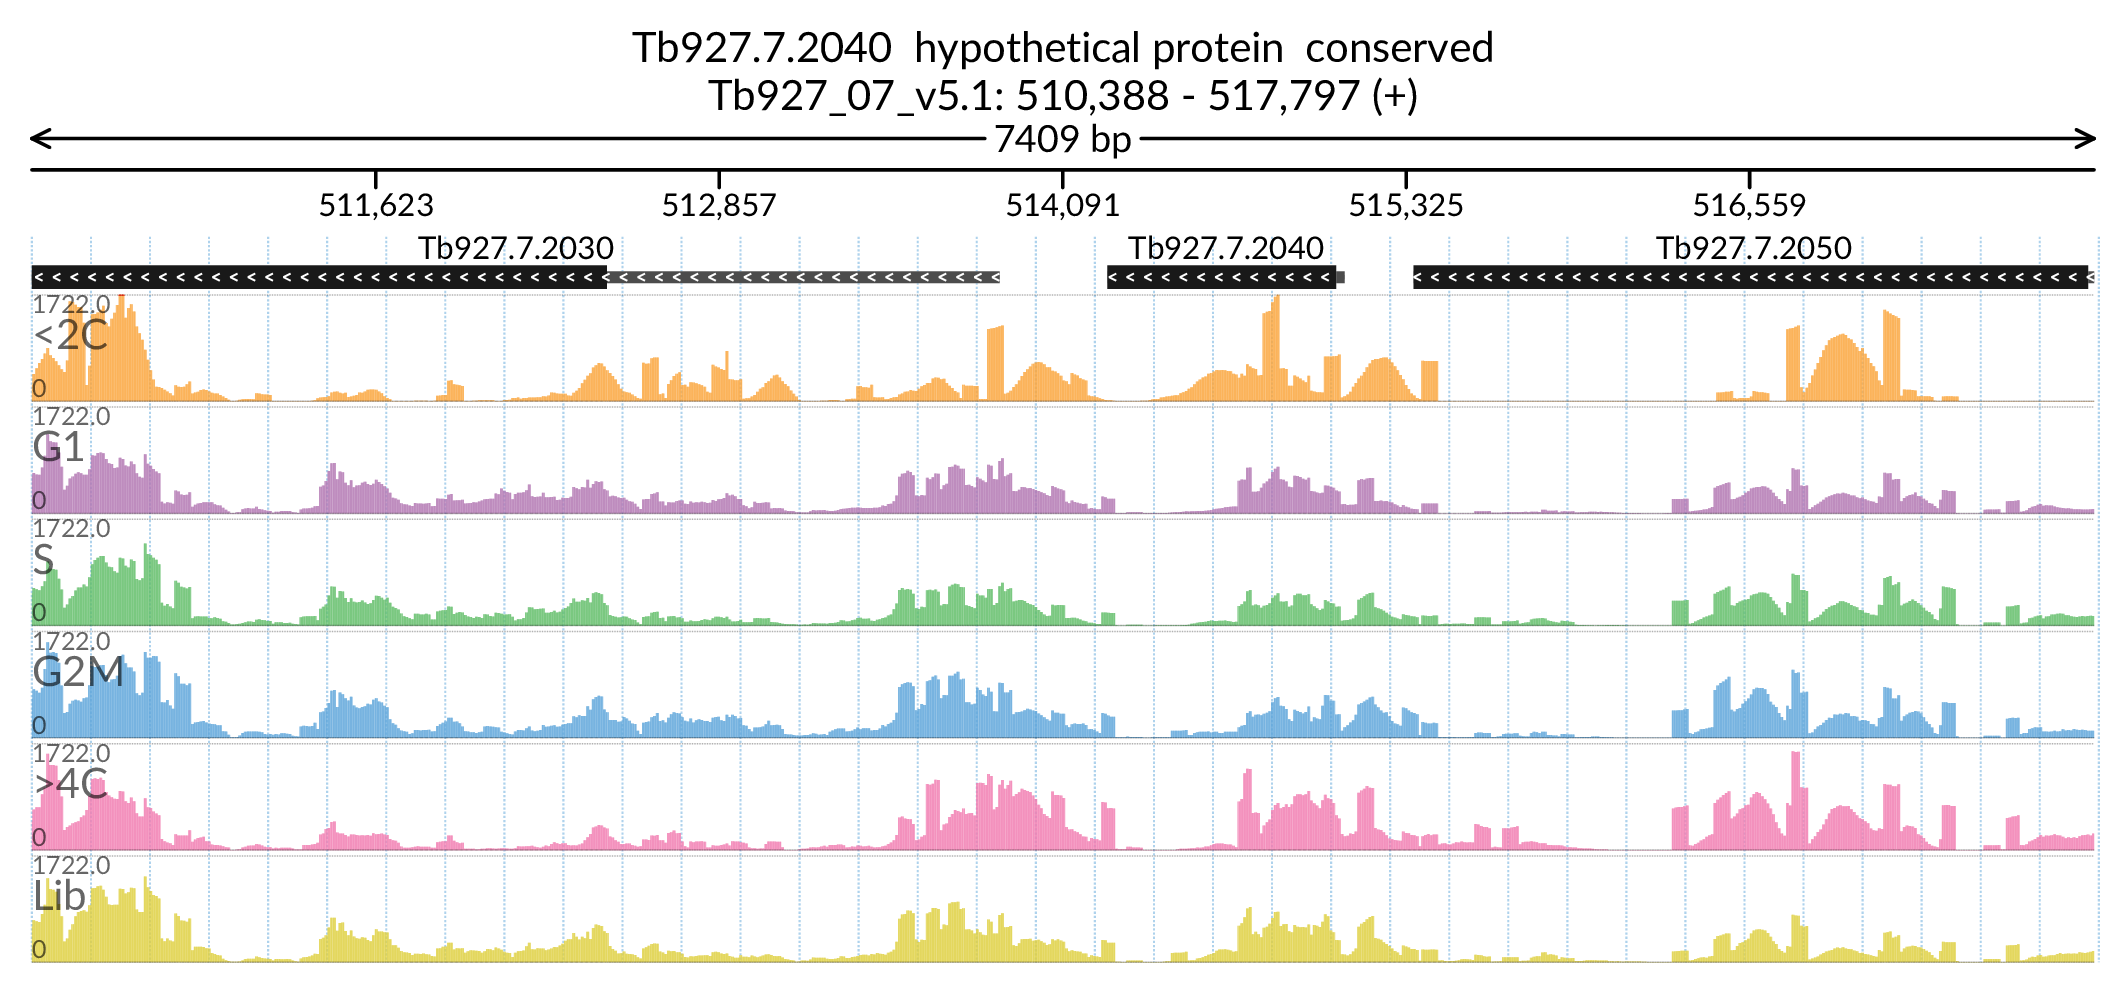 Tb927.7.2040  hypothetical protein  conserved
Tb927_07_v5.1: 510,388 - 517,797 (+)
7409 bp
511,623 512,857 514,091 515,325 516,559
Tb927.7.2030 Tb927.7.2040 Tb927.7.2050
1722.0
<2C
0
1722.0
G1
0
1722.0
S
0
1722.0
G2M
0
1722.0
>4C
0
1722.0
Lib
0